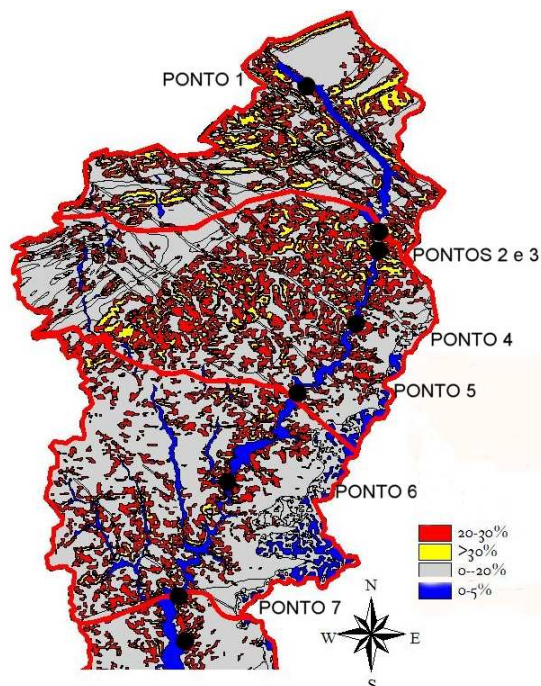 PONTO 1
PONTOS 2 e 3
PONTO 4
PONTO 5
PONTO 6
20-30%
>30%
0--20%
0-5%
PONTO 7
N
W E
S